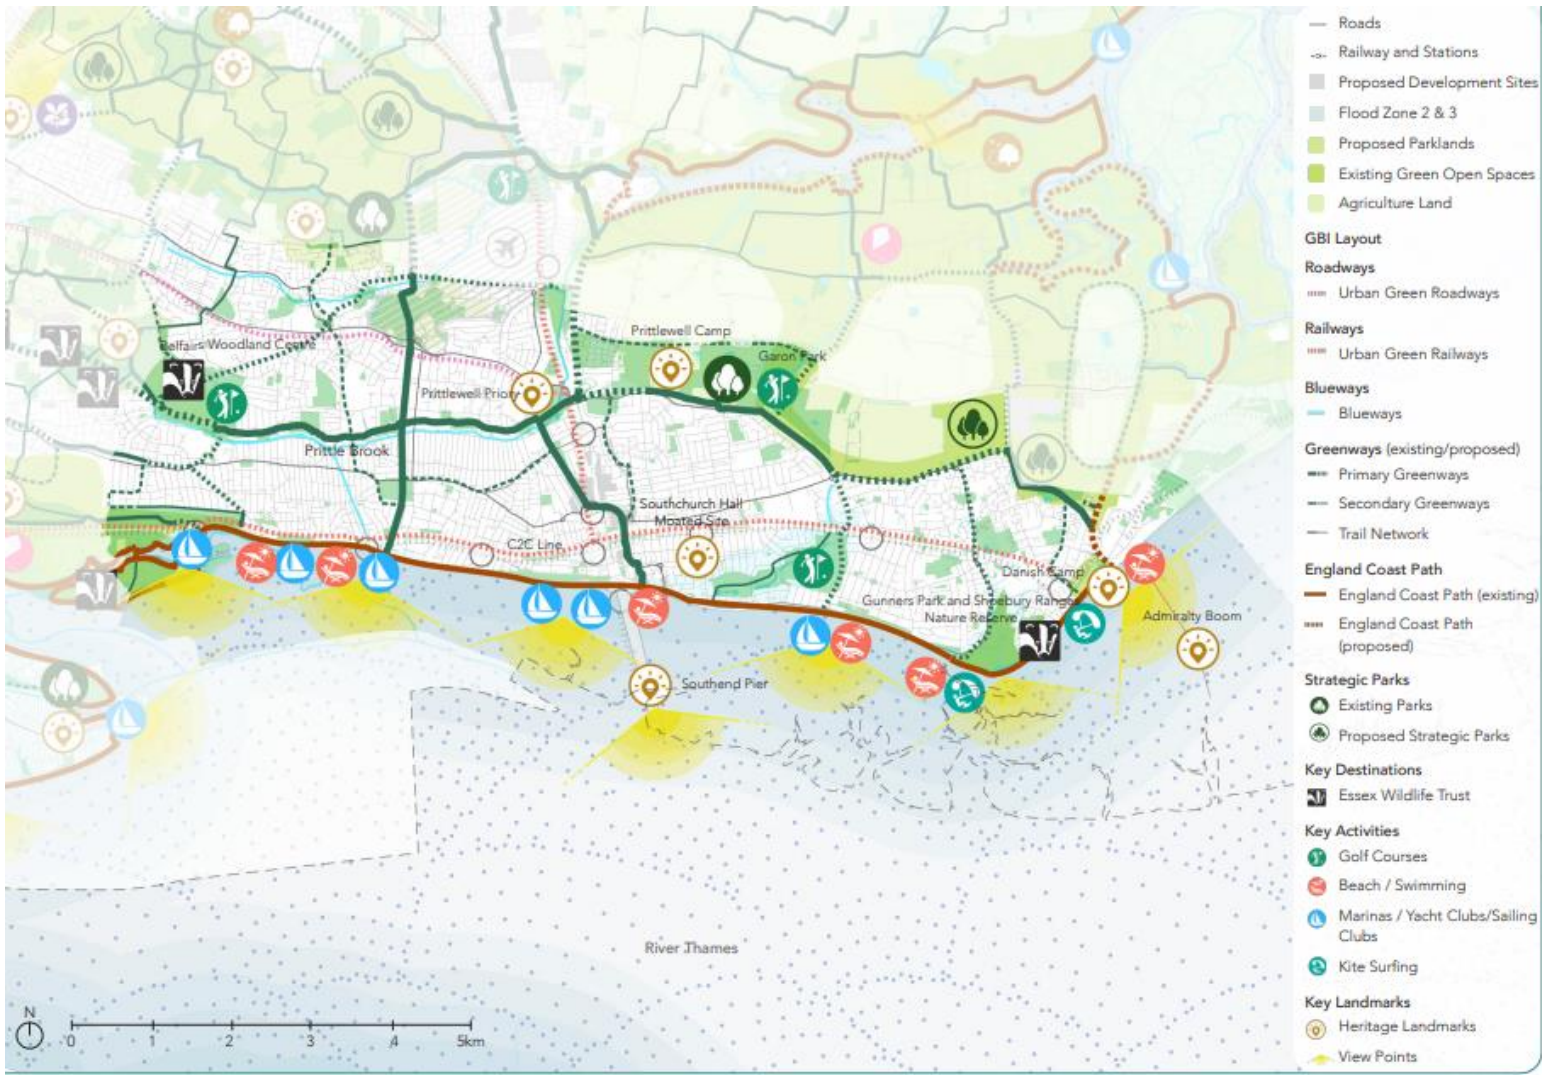 Prittlewell Camp
Garon Park
Belfairs Woodland Centre
Prittlewell Priory
Prittle Brook
Southchurch Hall
Moated Site
C2C Line
Danish Camp
Gunners Park and Shoebury Ranges
Nature Reserve
Admiralty Boom
Southend Pier
River Thames
N
0 1 2 3 4 5km
Roads
Railway and Stations
Proposed Development Sites
Flood Zone 2 & 3
Proposed Parklands
Existing Green Open Spaces
Agriculture Land
GBI Layout
Roadways
Urban Green Roadways
Railways
Urban Green Railways
Blueways
Blueways
Greenways (existing/proposed)
Primary Greenways
Secondary Greenways
Trail Network
England Coast Path
England Coast Path (existing)
England Coast Path
(proposed)
Strategic Parks
Existing Parks
Proposed Strategic Parks
Key Destinations
Essex Wildlife Trust
Key Activities
Golf Courses
Beach / Swimming
Marinas / Yacht Clubs/Sailing
Clubs
Kite Surfing
Key Landmarks
Heritage Landmarks
View Points